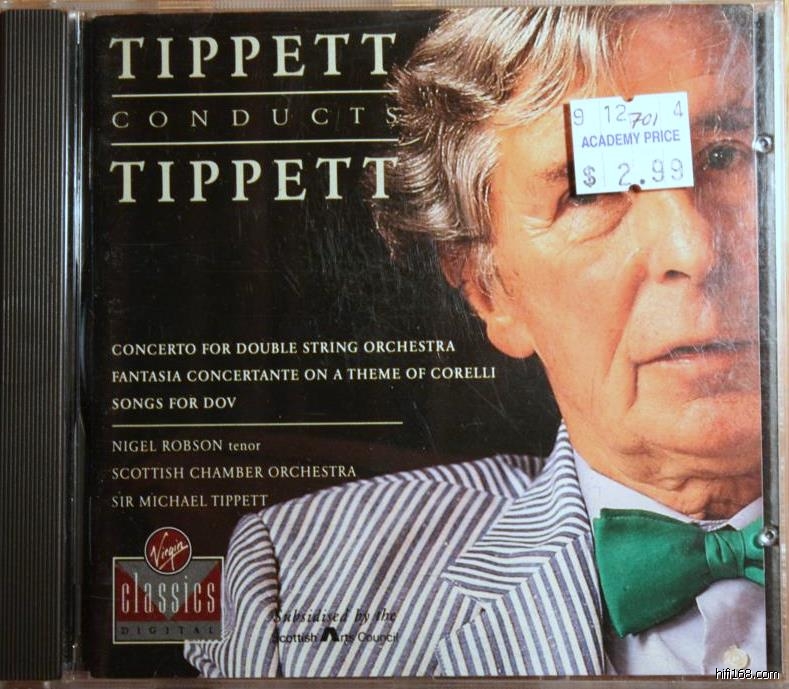 TIPPETT
CONDUCTS
TIPPETT
9 12 701 4
ACADEMY PRICE
$ 2.99
CONCERTO FOR DOUBLE STRING ORCHESTRA
FANTASIA CONCERTANTE ON A THEME OF CORELLI
SONGS FOR DOV
NIGEL ROBSON tenor
SCOTTISH CHAMBER ORCHESTRA
SIR MICHAEL TIPPETT
Virgin
classics
DIGITAL
Subsidised by the
Scottish Arts Council
hifi168.com